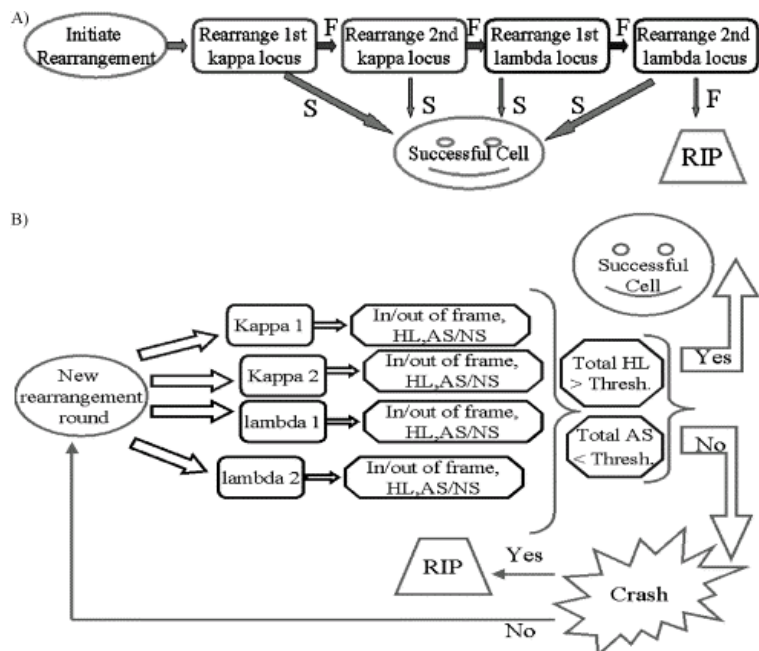 A)
Initiate
Rearrangement
Rearrange 1st
kappa locus
F
Rearrange 2nd
kappa locus
F
Rearrange 1st
lambda locus
F
Rearrange 2nd
lambda locus
S
S
S
S
F
Successful Cell
RIP
B)
Successful
Cell
New
rearrangement
round
Kappa 1
In/out of frame,
HL,AS/NS
Kappa 2
In/out of frame,
HL,AS/NS
lambda 1
In/out of frame,
HL,AS/NS
lambda 2
In/out of frame,
HL,AS/NS
Total HL
> Thresh.
Total AS
< Thresh.
Yes
No
Crash
Yes
RIP
No